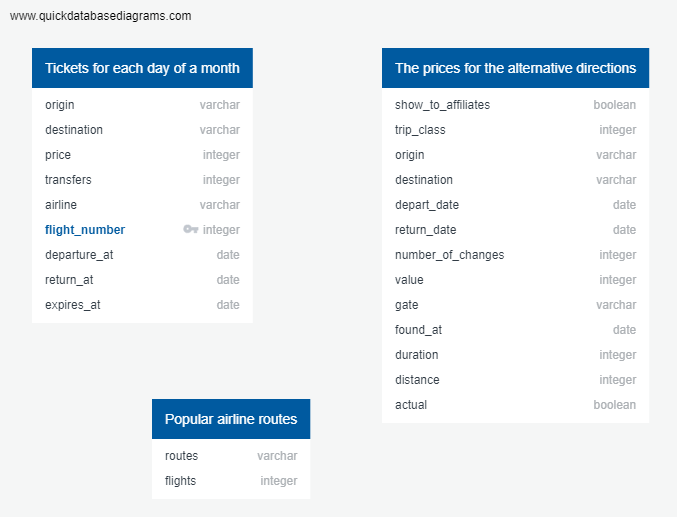 www.quickdatabasediagrams.com
Tickets for each day of a month
origin varchar
destination varchar
price integer
transfers integer
airline varchar
flight_number integer
departure_at date
return_at date
expires_at date
The prices for the alternative directions
show_to_affiliates boolean
trip_class integer
origin varchar
destination varchar
depart_date date
return_date date
number_of_changes integer
value integer
gate varchar
found_at date
duration integer
distance integer
actual boolean
Popular airline routes
routes varchar
flights integer